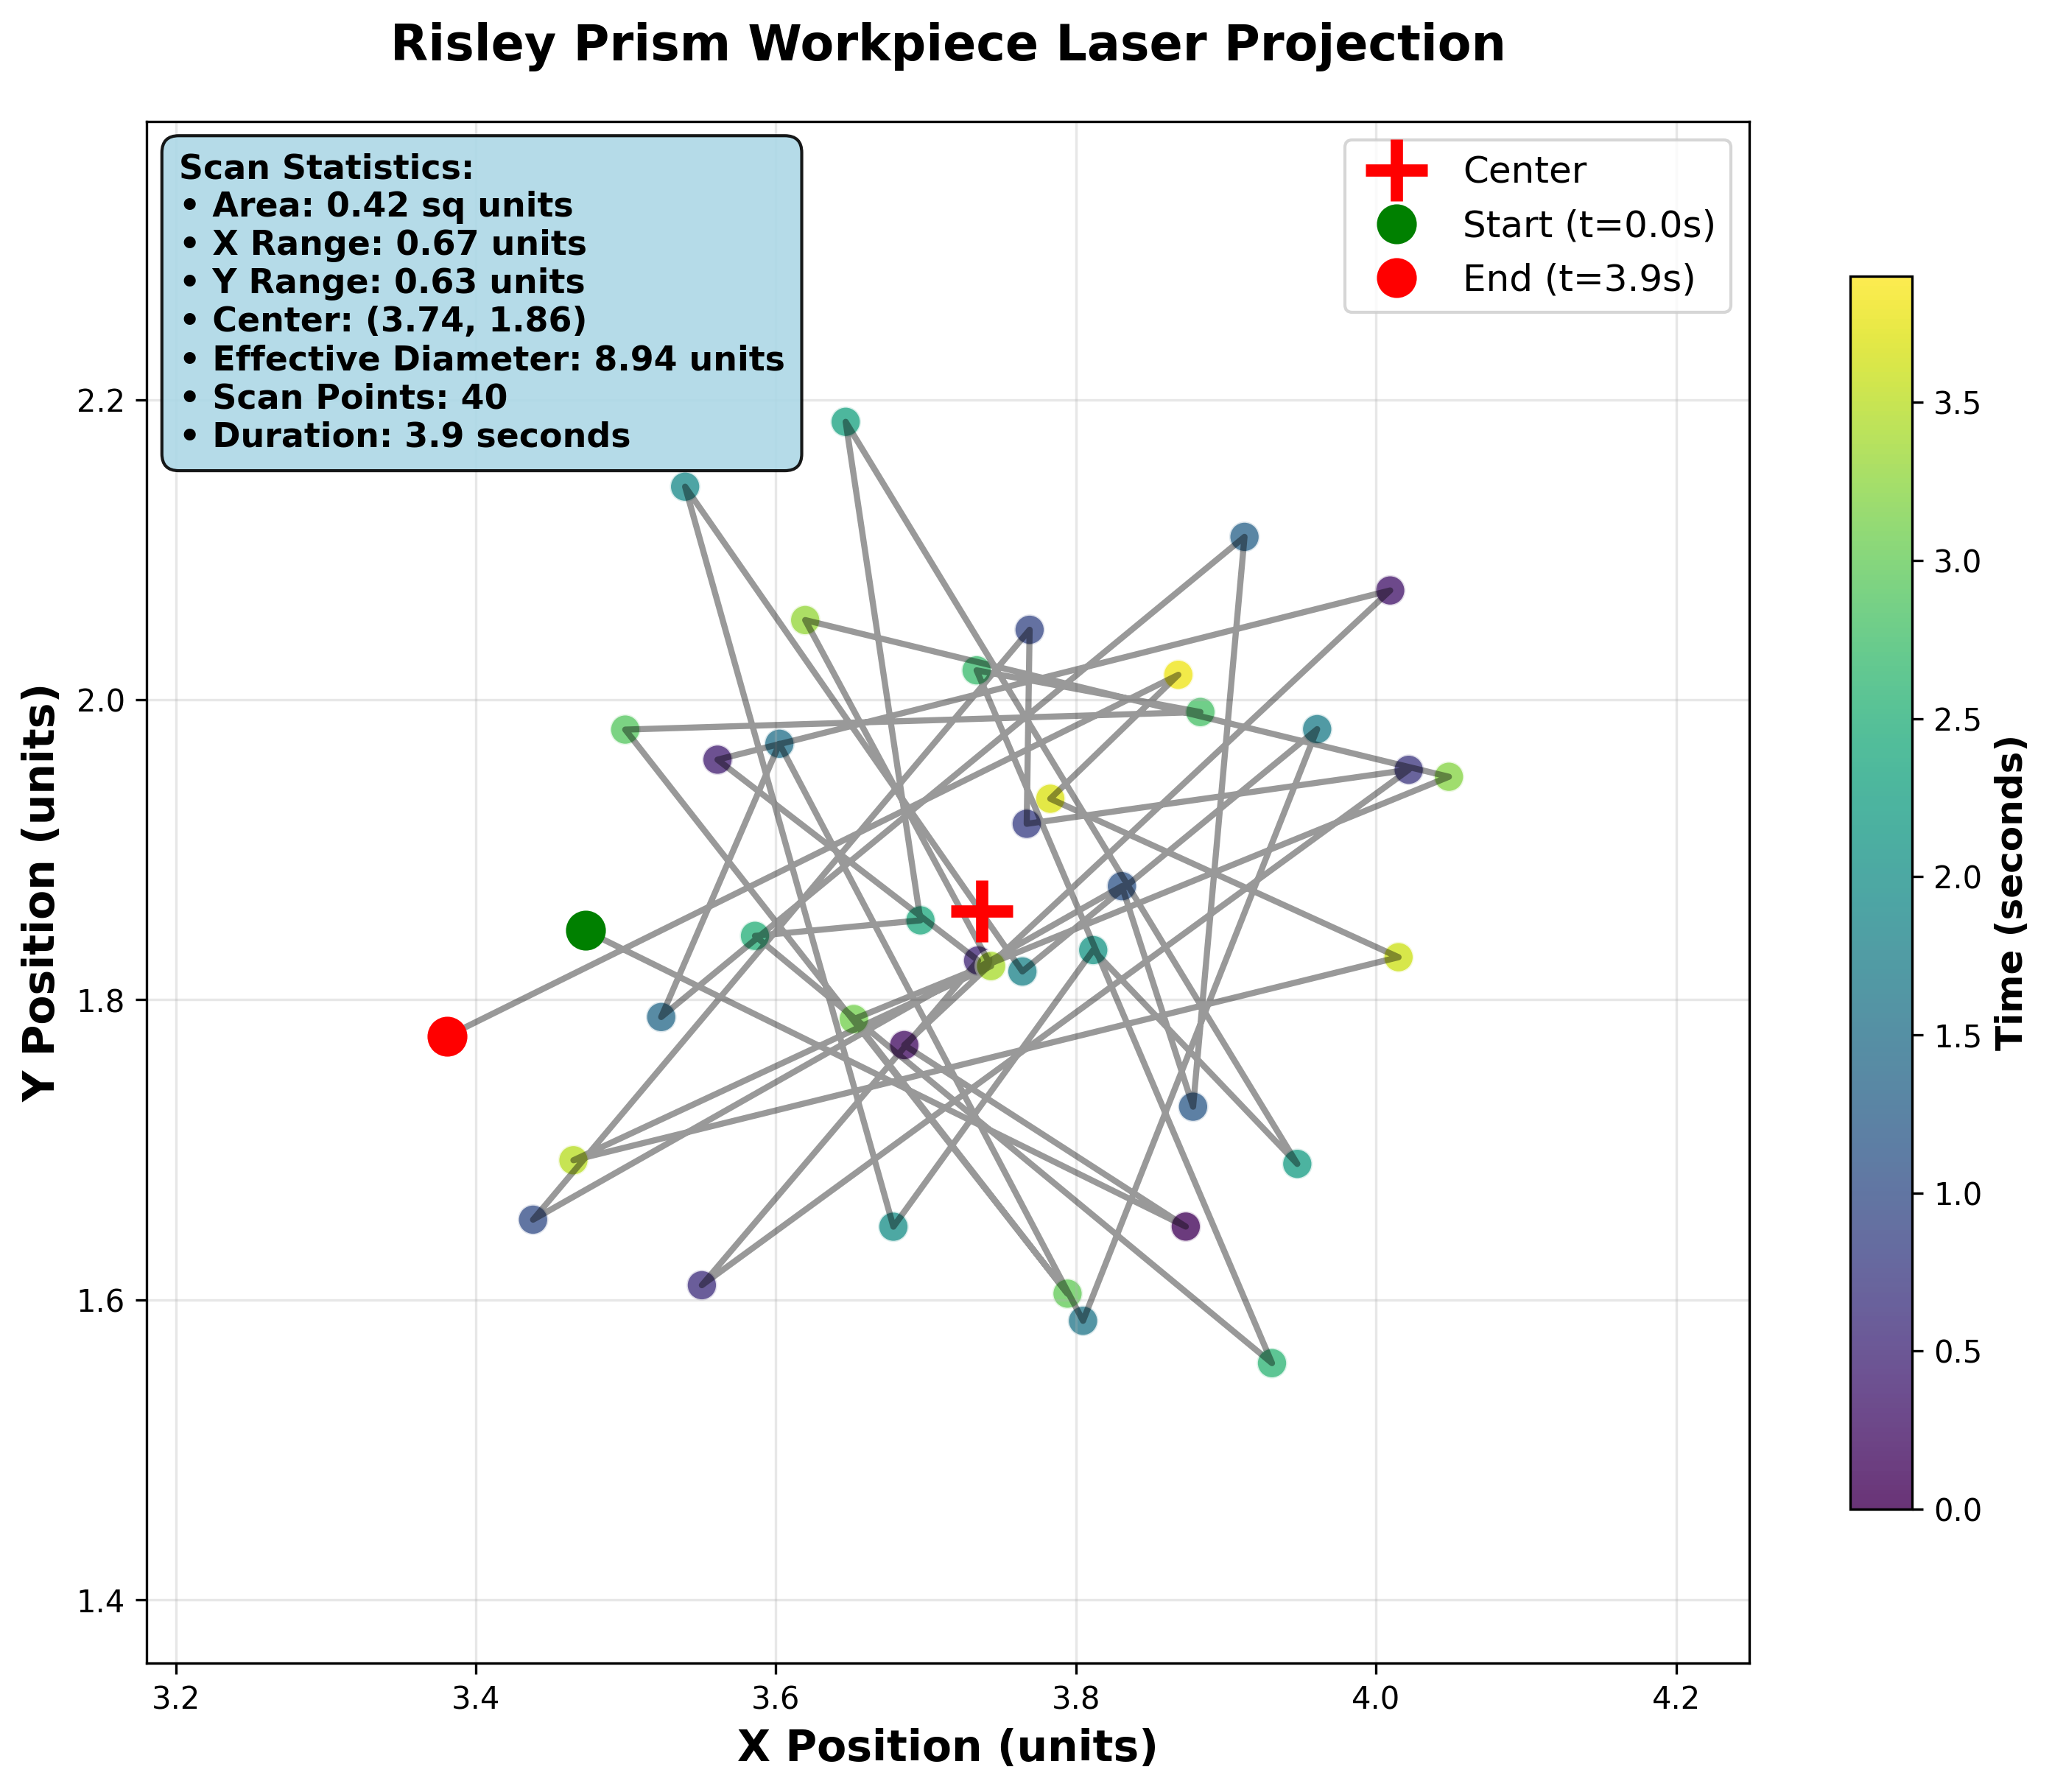 Risley Prism Workpiece Laser Projection
Scan Statistics:
• Area: 0.42 sq units
• X Range: 0.67 units
• Y Range: 0.63 units
• Center: (3.74, 1.86)
• Effective Diameter: 8.94 units
• Scan Points: 40
• Duration: 3.9 seconds
Center
Start (t=0.0s)
End (t=3.9s)
Y Position (units)
2.2
2.0
1.8
1.6
1.4
3.2
3.4
3.6
3.8
4.0
4.2
X Position (units)
3.5
3.0
2.5
2.0
1.5
1.0
0.5
0.0
Time (seconds)